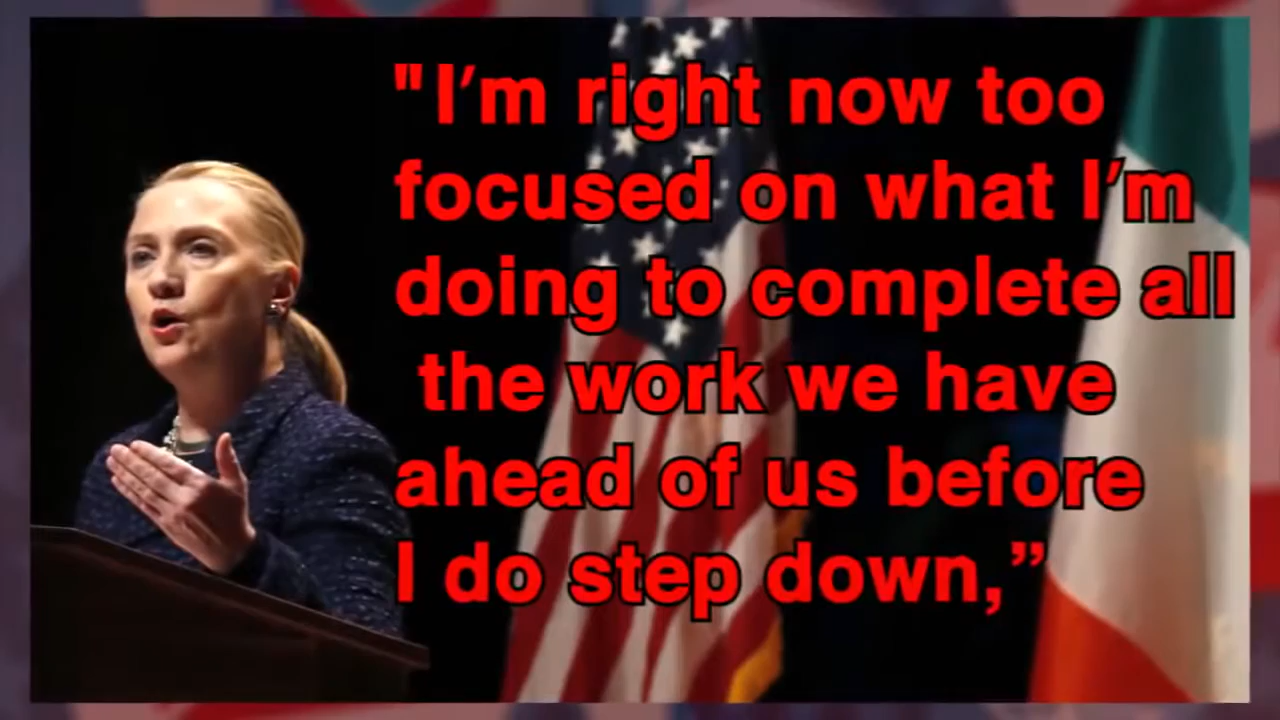 "I'm right now too
focused on what I'm
doing to complete all
the work we have
ahead of us before
I do step down,”